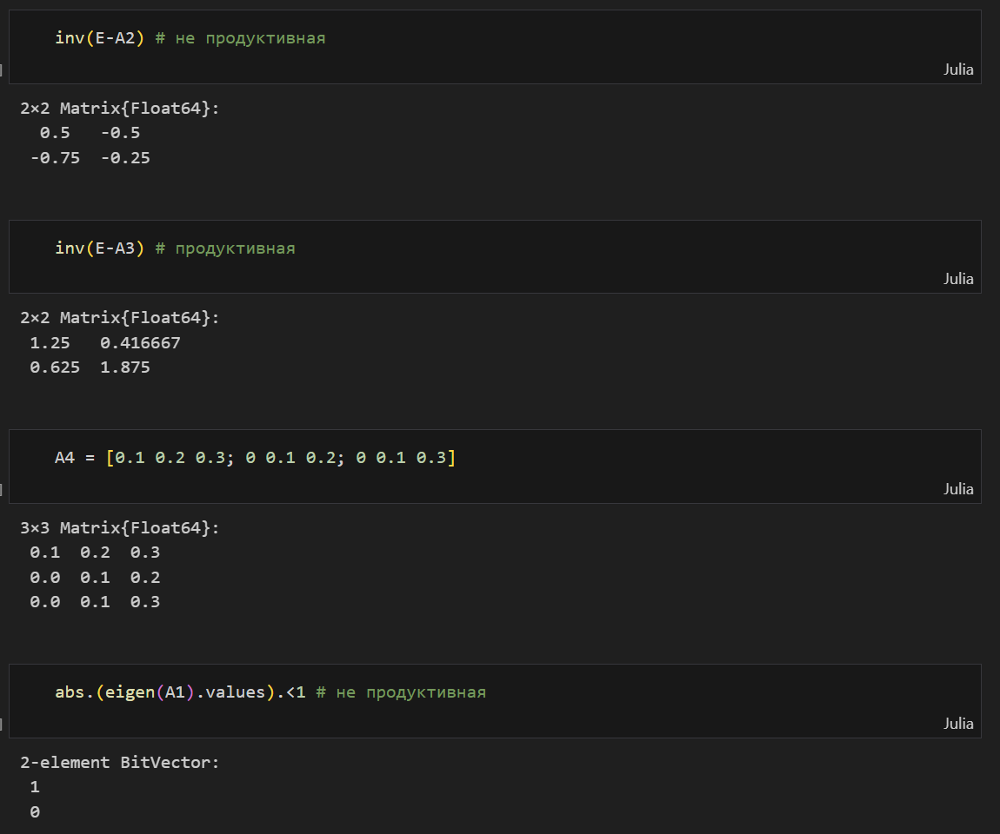 inv(E-A2) # не продуктивная
Julia
2×2 Matrix{Float64}:
0.5 -0.5
-0.75 -0.25
inv(E-A3) # продуктивная
Julia
2×2 Matrix{Float64}:
1.25 0.416667
0.625 1.875
A4 = [0.1 0.2 0.3; 0 0.1 0.2; 0 0.1 0.3]
Julia
3×3 Matrix{Float64}:
0.1 0.2 0.3
0.0 0.1 0.2
0.0 0.1 0.3
abs.(eigen(A1).values).<1 # не продуктивная
Julia
2-element BitVector:
1
0